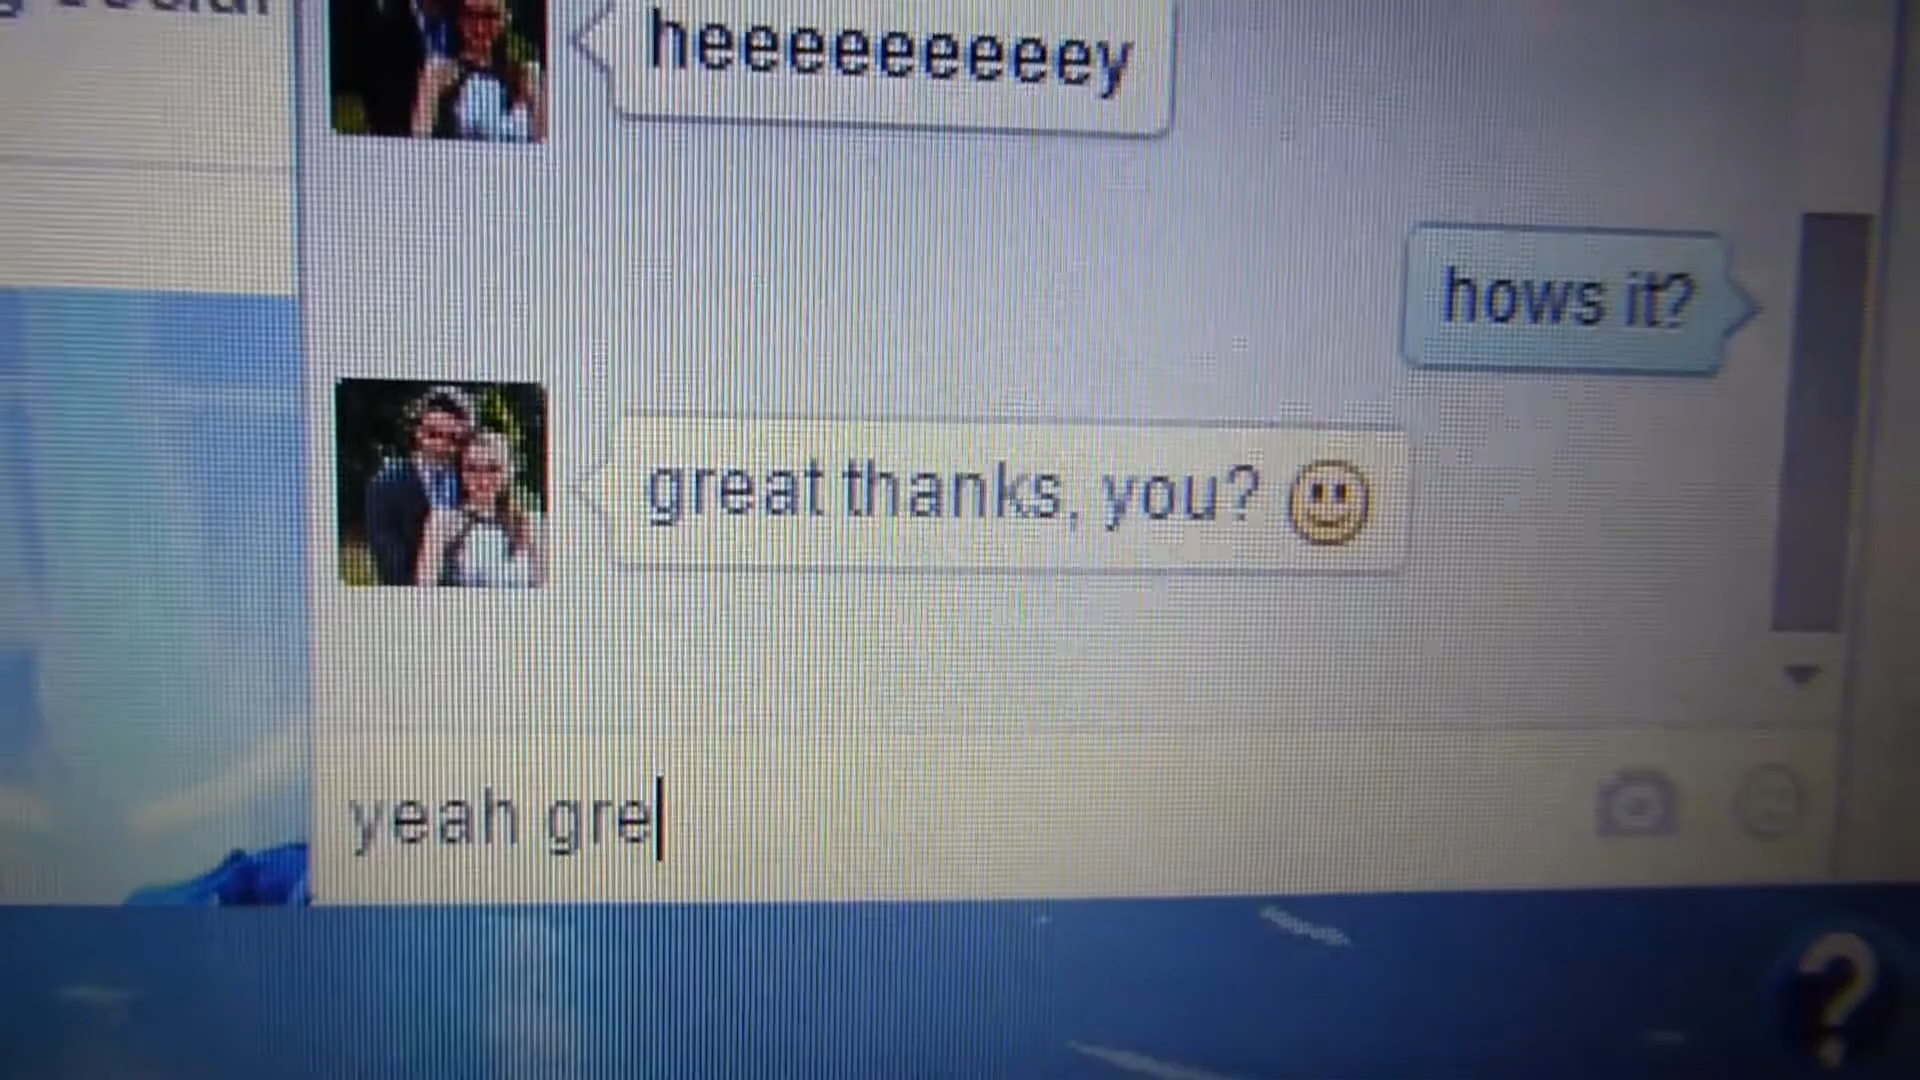 heeeeeeeeey
hows it?
great thanks, you?
yeah gre
?